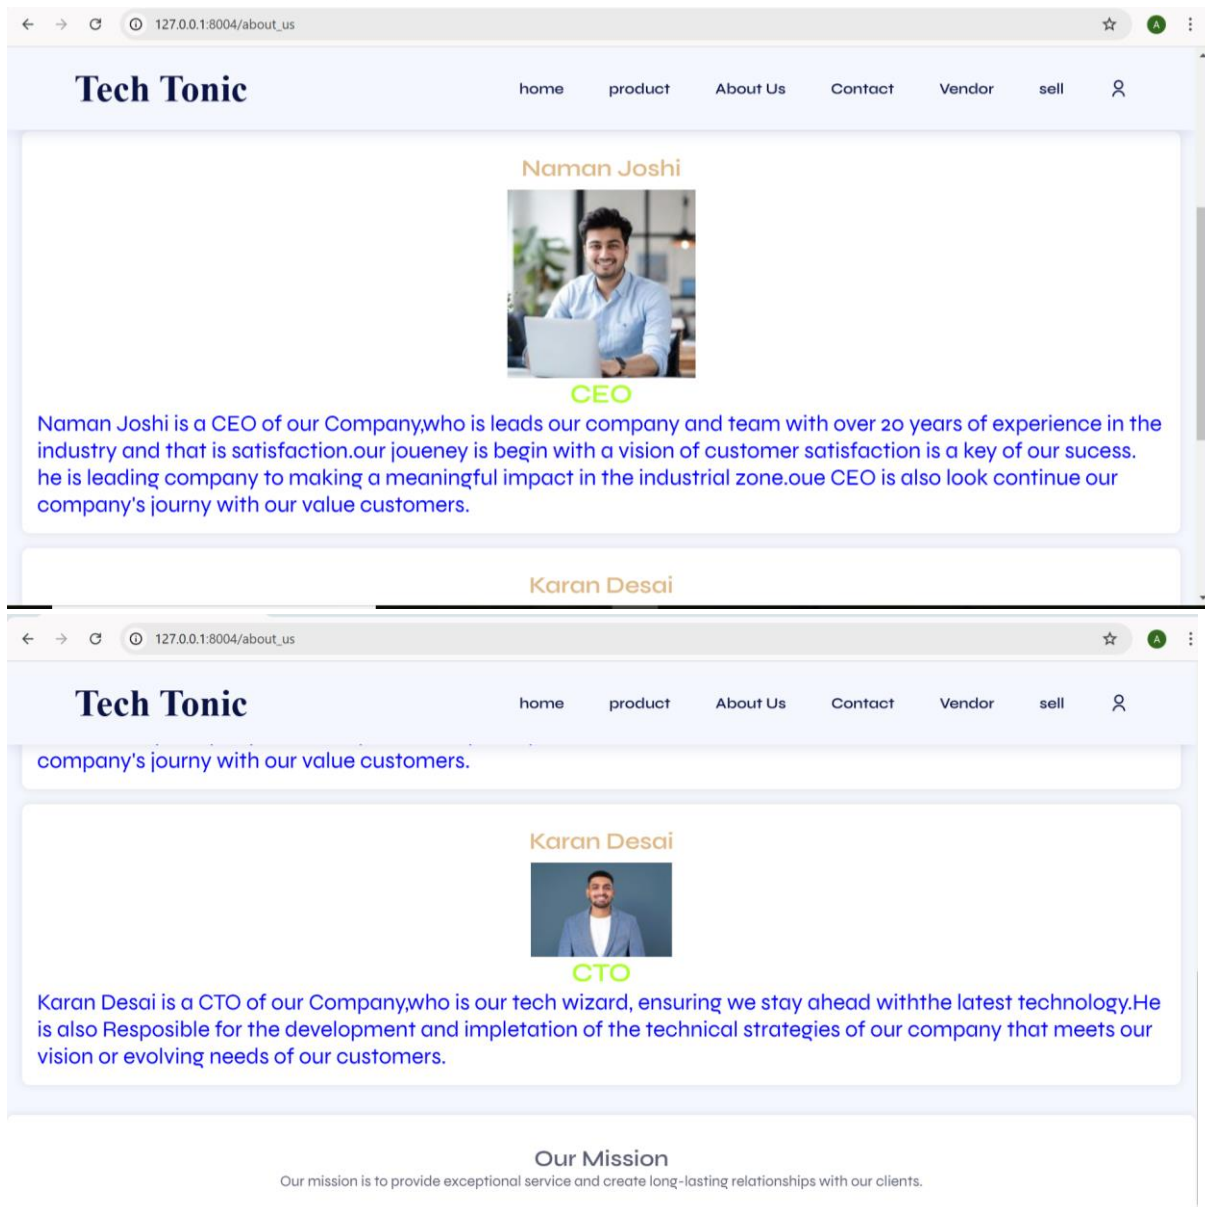 127.0.0.1:8004/about_us
A
Tech Tonic
home product About Us Contact Vendor sell
Naman Joshi
CEO
Naman Joshi is a CEO of our Company,who is leads our company and team with over 20 years of experience in the
industry and that is satisfaction.our joueney is begin with a vision of customer satisfaction is a key of our sucess.
he is leading company to making a meaningful impact in the industrial zone.oue CEO is also look continue our
company's journy with our value customers.
Karan Desai
127.0.0.1:8004/about_us
A
Tech Tonic
home product About Us Contact Vendor sell
company's journy with our value customers.
Karan Desai
CTO
Karan Desai is a CTO of our Company,who is our tech wizard, ensuring we stay ahead withthe latest technology.He
is also Resposible for the development and impletation of the technical strategies of our company that meets our
vision or evolving needs of our customers.
Our Mission
Our mission is to provide exceptional service and create long-lasting relationships with our clients.